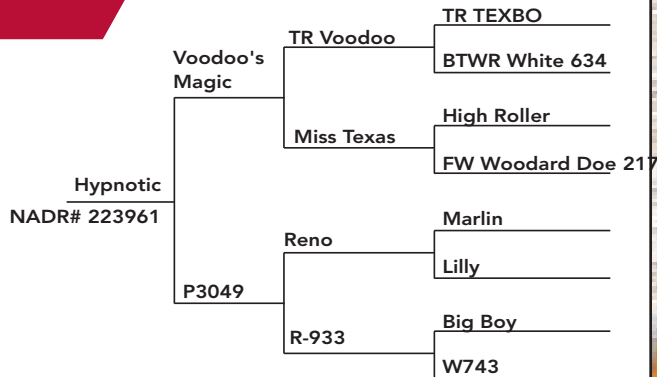 TR TEXBO
TR Voodoo
Voodoo's
Magic
BTWR White 634
High Roller
Miss Texas
FW Woodard Doe 217
Hypnotic
NADR# 223961
Marlin
Reno
Lilly
P3049
Big Boy
R-933
W743